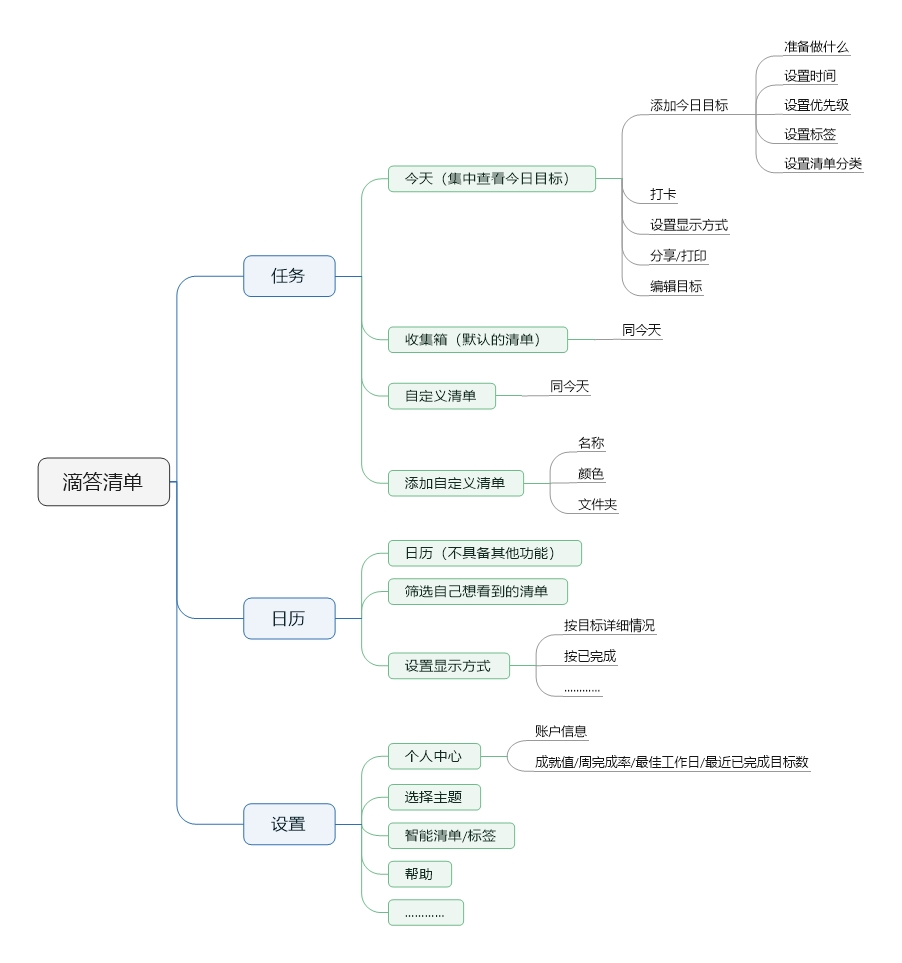 滴答清单
任务
今天（集中查看今日目标）
添加今日目标
准备做什么
设置时间
设置优先级
设置标签
设置清单分类
打卡
设置显示方式
分享/打印
编辑目标
收集箱（默认的清单）
同今天
自定义清单
同今天
添加自定义清单
名称
颜色
文件夹
日历
日历（不具备其他功能）
筛选自己想看到的清单
设置显示方式
按目标详细情况
按已完成
............
设置
个人中心
账户信息
成就值/周完成率/最佳工作日/最近已完成目标数
选择主题
智能清单/标签
帮助
............